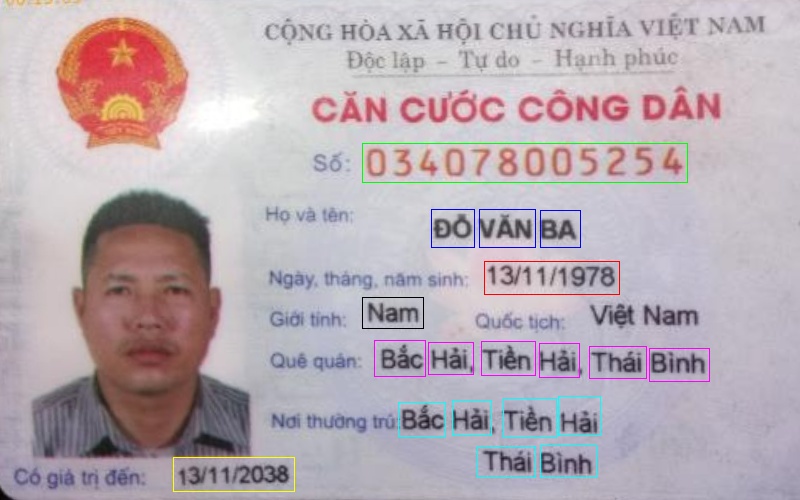 CỘNG HÒA XÃ HỘI CHỦ NGHĨA VIỆT NAM
Độc lập - Tự do - Hạnh phúc
CĂN CƯỚC CÔNG DÂN
Số: 034078005254
Họ và tên: ĐỖ VĂN BA
Ngày, tháng, năm sinh: 13/11/1978
Giới tính: Nam Quốc tịch: Việt Nam
Quê quán: Bắc Hải, Tiền Hải, Thái Bình
Nơi thường trú: Bắc Hải, Tiền Hải
Thái Bình
Có giá trị đến: 13/11/2038